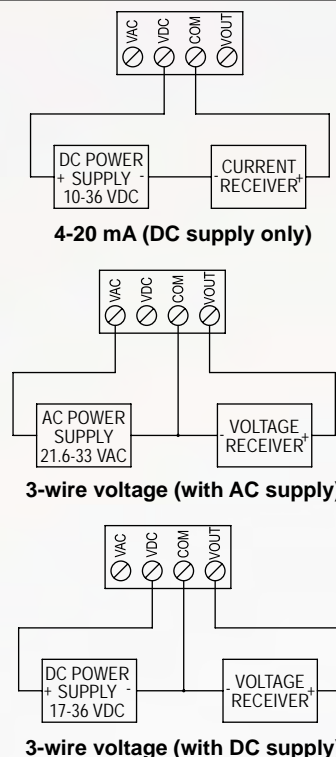 VAC VDC COM VOUT
DC POWER
+ SUPPLY -
10-36 VDC
CURRENT
- RECEIVER +
4-20 mA (DC supply only)
VAC VDC COM VOUT
AC POWER
SUPPLY
21.6-33 VAC
VOLTAGE
- RECEIVER +
3-wire voltage (with AC supply)
VAC VDC COM VOUT
DC POWER
+ SUPPLY -
17-36 VDC
VOLTAGE
- RECEIVER +
3-wire voltage (with DC supply)